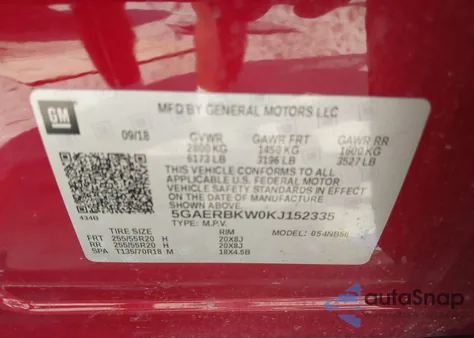 GM
MFD BY GENERAL MOTORS LLC
09/18 GVWR GAWR FRT GAWR RR
2800 KG 1450 KG 1600 KG
6173 LB 3196 LB 3527 LB
THIS VEHICLE CONFORMS TO ALL
APPLICABLE U.S. FEDERAL MOTOR
VEHICLE SAFETY STANDARDS IN
EFFECT ON THE DATE OF MANUFACTURE
SHOWN ABOVE.
5GAERBKW0KJ152335
TYPE: M.P.V. MODEL:
TIRE SIZE RIM
FRT 255/55R20 H 20X8J
RR 255/55R20 H 20X8J
SPA T135/70R18 M 18X4.5B
autoSnap